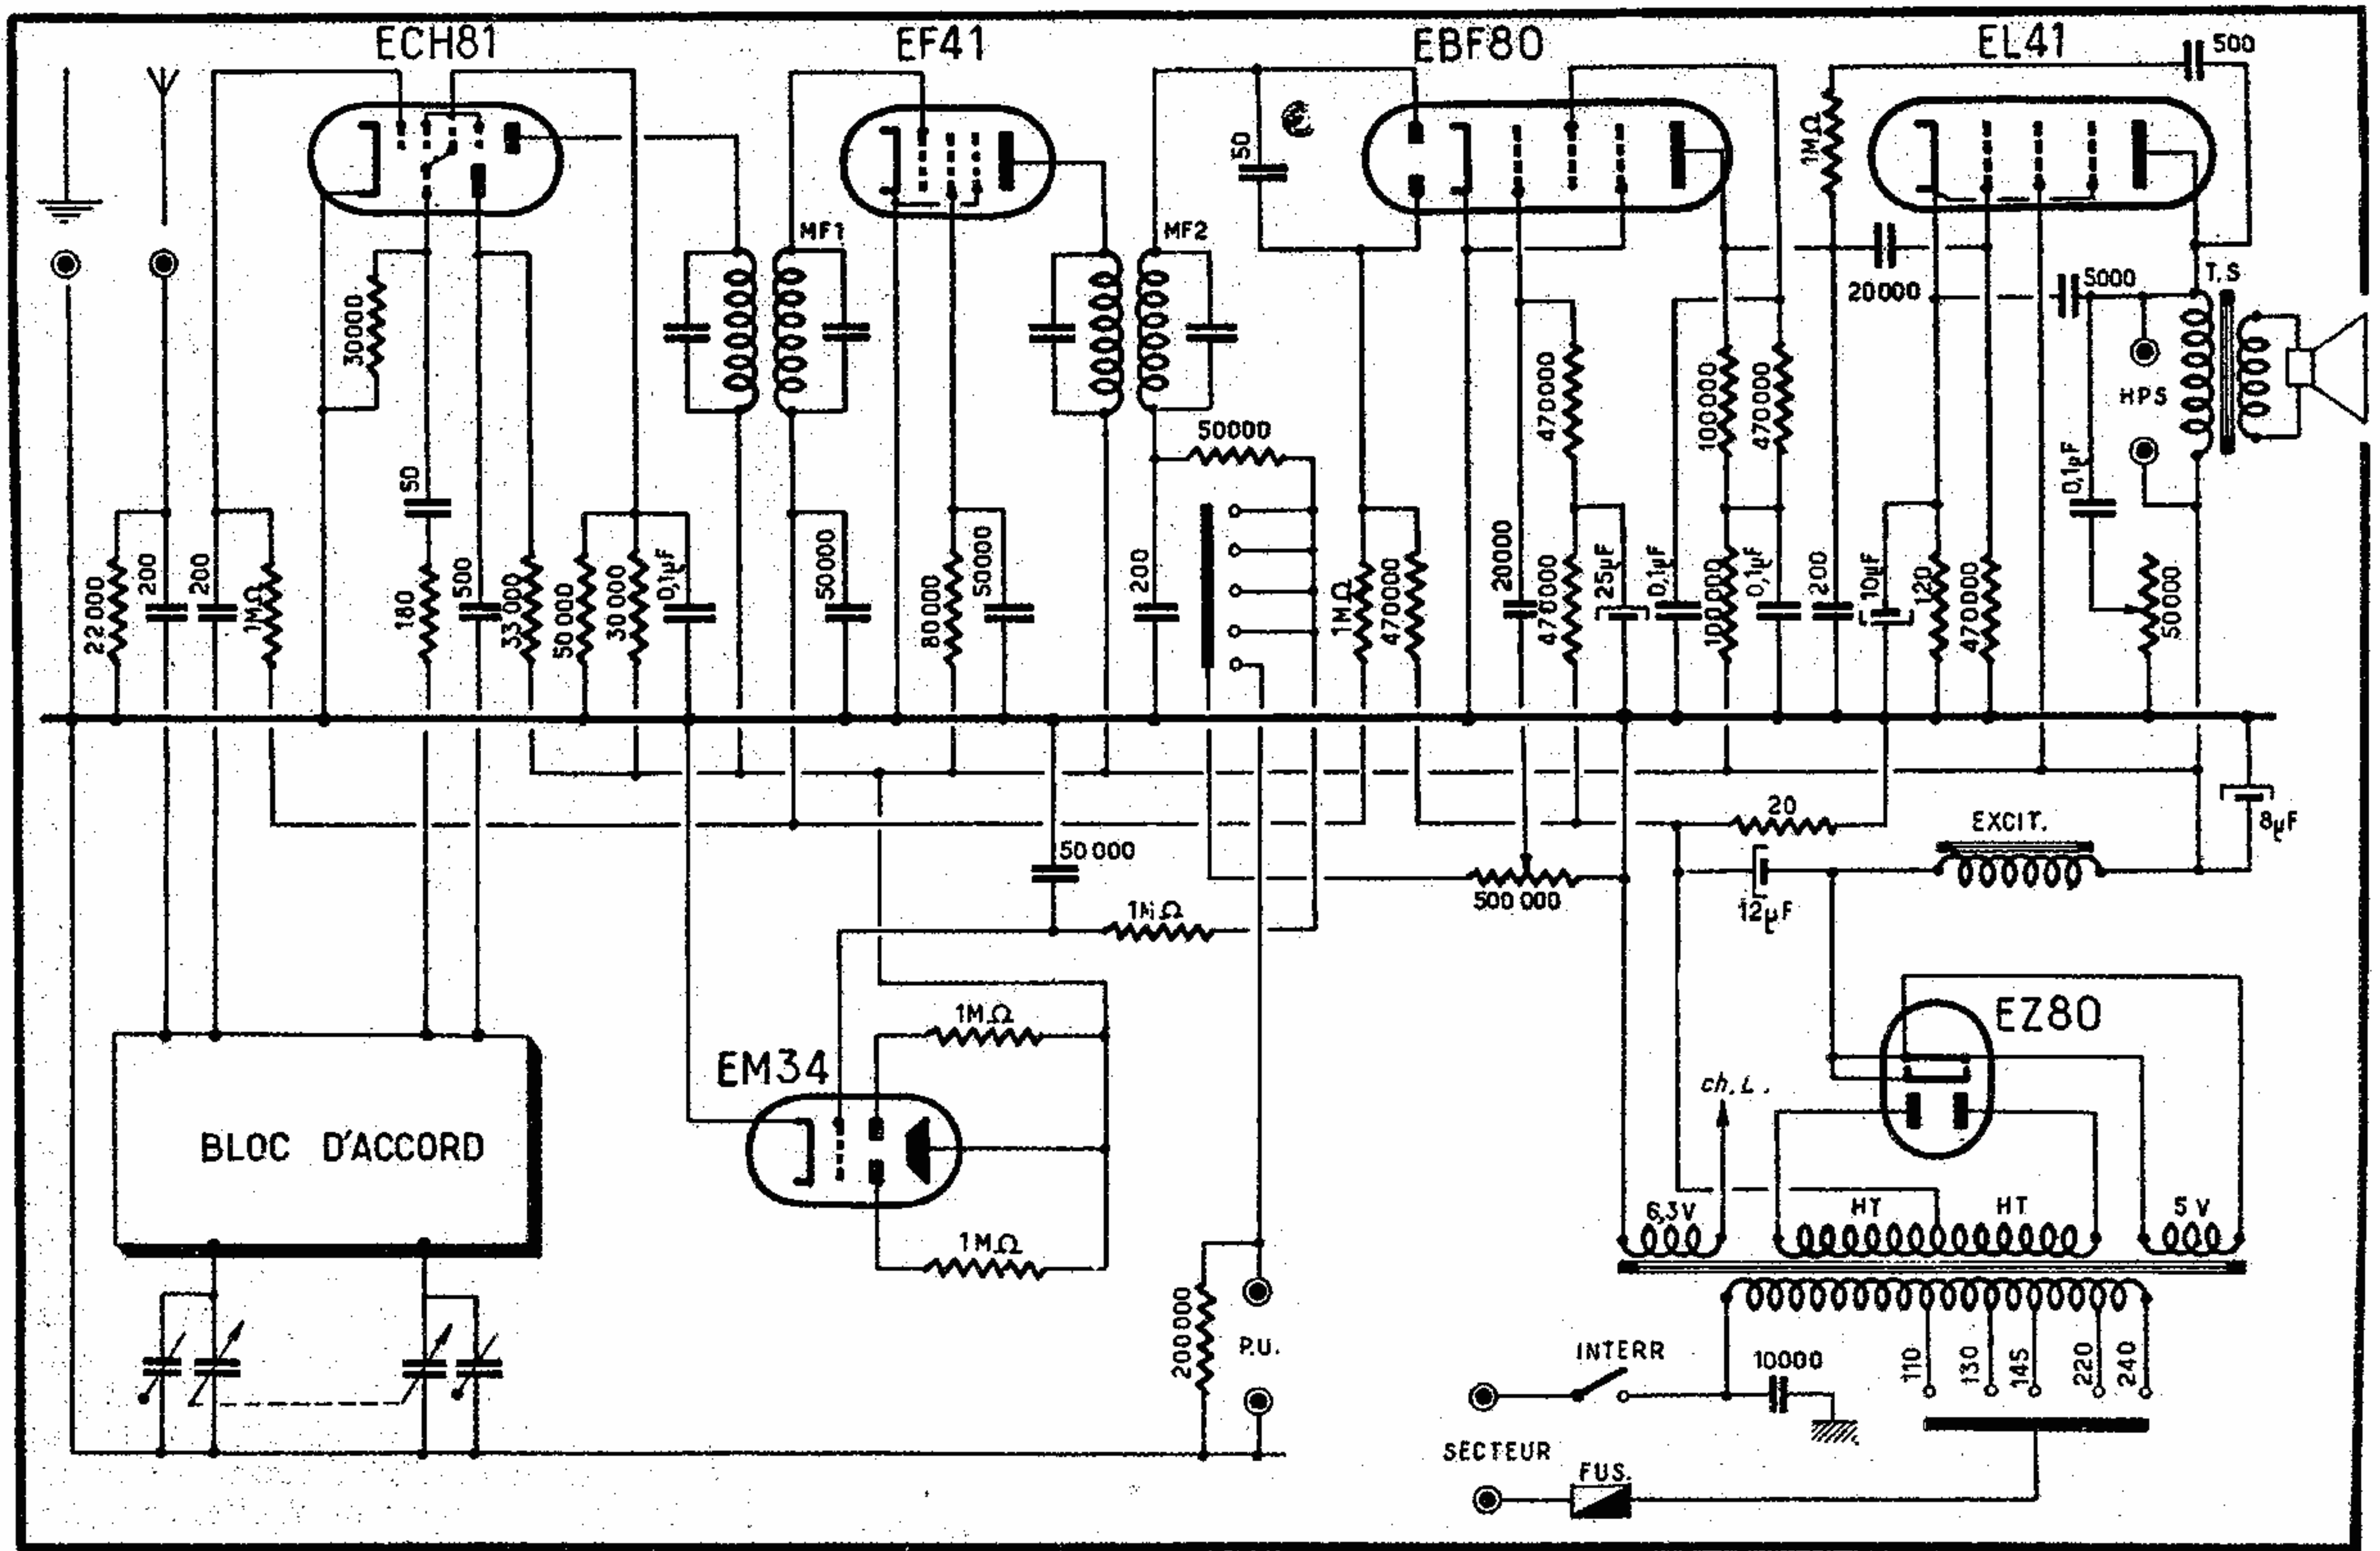 ECH81
EF41
EBF80
EL41
500
1MΩ
50
MF1
MF2
20000
5000
T.S
30000
HPS
470000
100000
470000
50000
0,1µF
50
22000
200
200
1MΩ
180
500
33000
50000
30000
0,1µF
50000
80000
50000
200
1MΩ
470000
20000
470000
25µF
0,1µF
100000
0,1µF
200
10µF
120
470000
50000
20
EXCIT.
8µF
50000
500000
12µF
1MΩ
1MΩ
EM34
EZ80
ch.L.
BLOC D'ACCORD
1MΩ
6,3V
HT
HT
5V
200000
P.U.
INTERR
10000
110
130
145
220
240
SECTEUR
FUS.